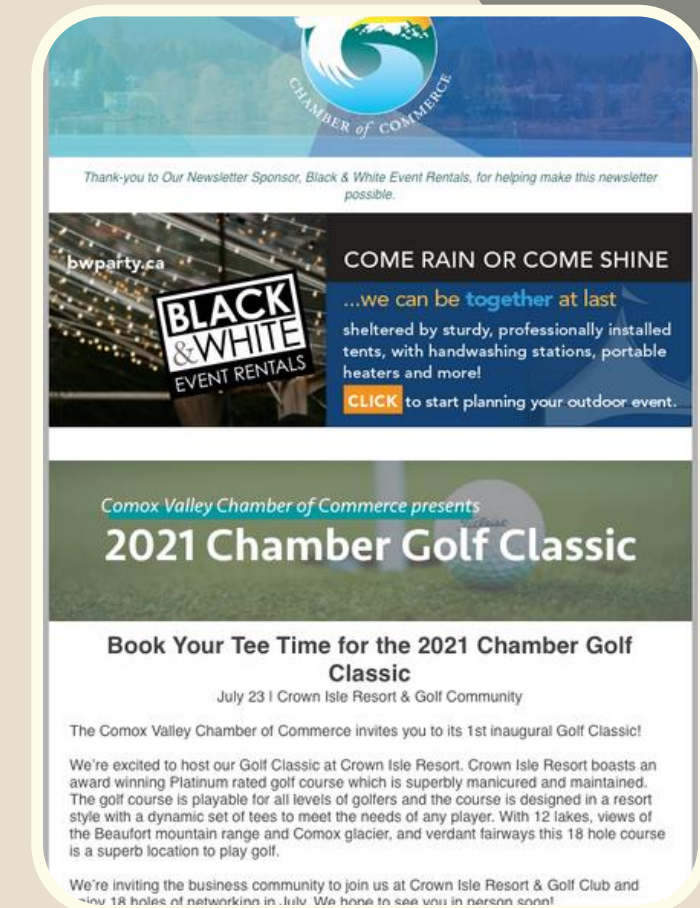 CHAMBER of COMMERCE
Thank-you to Our Newsletter Sponsor, Black & White Event Rentals, for helping make this newsletter
possible.
bwparty.ca
BLACK
&WHITE
EVENT RENTALS
COME RAIN OR COME SHINE
...we can be together at last
sheltered by sturdy, professionally installed
tents, with handwashing stations, portable
heaters and more!
CLICK to start planning your outdoor event.
Comox Valley Chamber of Commerce presents
2021 Chamber Golf Classic
Titleist
Book Your Tee Time for the 2021 Chamber Golf
Classic
July 23 | Crown Isle Resort & Golf Community
The Comox Valley Chamber of Commerce invites you to its 1st inaugural Golf Classic!
We're excited to host our Golf Classic at Crown Isle Resort. Crown Isle Resort boasts an
award winning Platinum rated golf course which is superbly manicured and maintained.
The golf course is playable for all levels of golfers and the course is designed in a resort
style with a dynamic set of tees to meet the needs of any player. With 12 lakes, views of
the Beaufort mountain range and Comox glacier, and verdant fairways this 18 hole course
is a superb location to play golf.
We're inviting the business community to join us at Crown Isle Resort & Golf Club and
enjoy 18 holes of networking in July. We hope to see you in person soon!